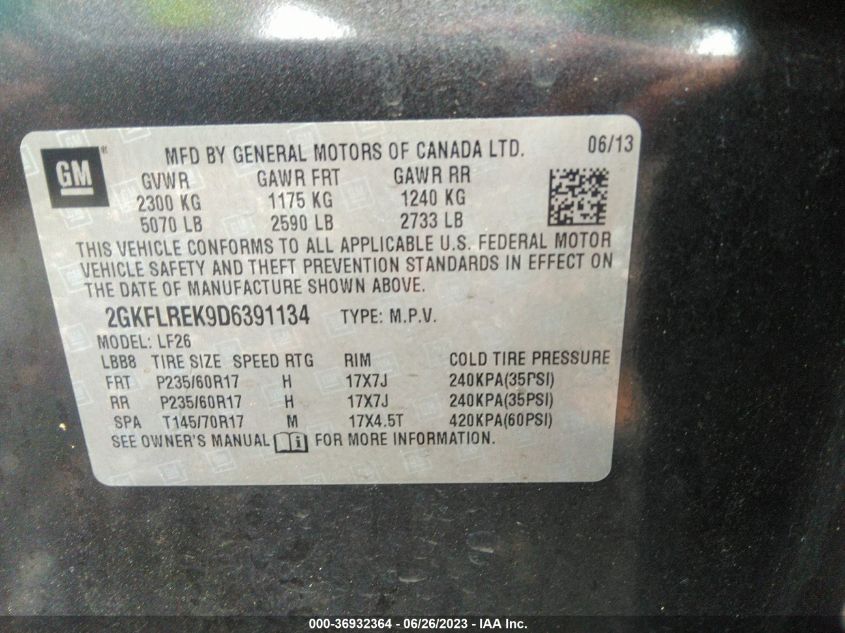 GM ® MFD BY GENERAL MOTORS OF CANADA LTD. 06/13
GVWR GAWR FRT GAWR RR
2300 KG 1175 KG 1240 KG
5070 LB 2590 LB 2733 LB
THIS VEHICLE CONFORMS TO ALL APPLICABLE U.S. FEDERAL MOTOR
VEHICLE SAFETY AND THEFT PREVENTION STANDARDS IN EFFECT ON
THE DATE OF MANUFACTURE SHOWN ABOVE.
2GKFLREK9D6391134 TYPE: M.P.V.
MODEL: LF26
LBB8 TIRE SIZE SPEED RTG RIM COLD TIRE PRESSURE
FRT P235/60R17 H 17X7J 240KPA(35PSI)
RR P235/60R17 H 17X7J 240KPA(35PSI)
SPA T145/70R17 M 17X4.5T 420KPA(60PSI)
SEE OWNER'S MANUAL i FOR MORE INFORMATION.
000-36932364 - 06/26/2023 - IAA Inc.